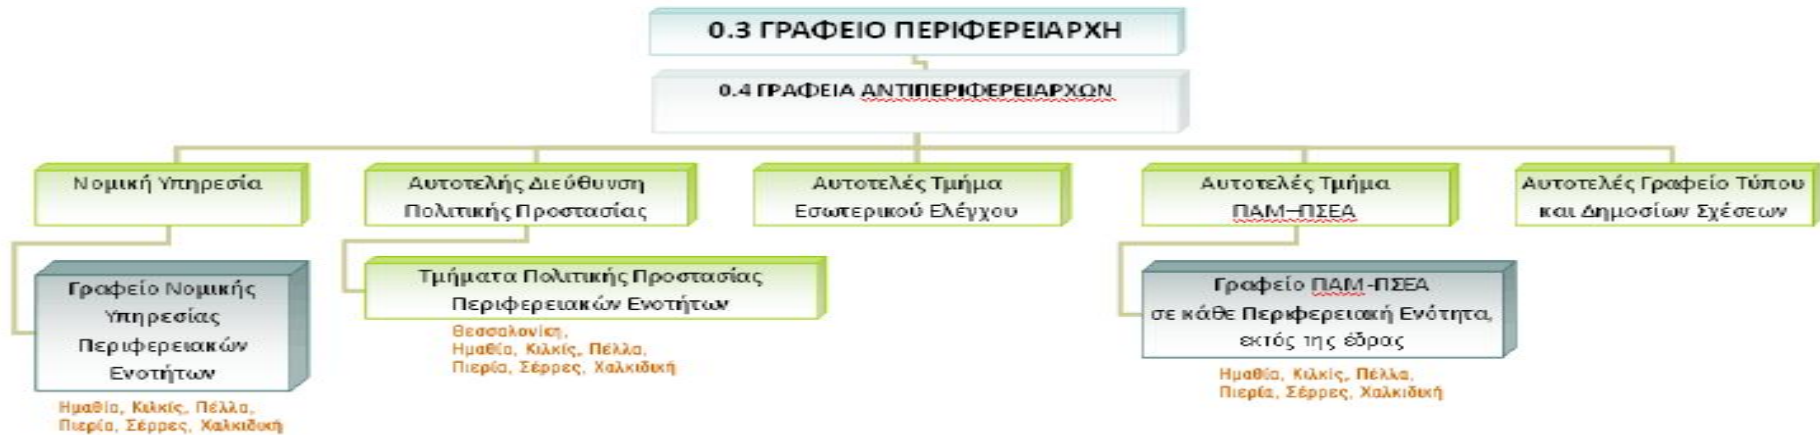 0.3 ΓΡΑΦΕΙΟ ΠΕΡΙΦΕΡΕΙΑΡΧΗ
0.4 ΓΡΑΦΕΙΑ ΑΝΤΙΠΕΡΙΦΕΡΕΙΑΡΧΩΝ
Νομική Υπηρεσία
Αυτοτελής Διεύθυνση
Πολιτικής Προστασίας
Αυτοτελές Τμήμα
Εσωτερικού Ελέγχου
Αυτοτελές Τμήμα
ΠΑΜ–ΠΣΕΑ
Αυτοτελές Γραφείο Τύπου
και Δημοσίων Σχέσεων
Γραφείο Νομικής
Υπηρεσίας
Περιφερειακών
Ενοτήτων
Ημαθία, Κιλκίς, Πέλλα,
Πιερία, Σέρρες, Χαλκιδική
Τμήματα Πολιτικής Προστασίας
Περιφερειακών Ενοτήτων
Θεσσαλονίκη,
Ημαθία, Κιλκίς, Πέλλα,
Πιερία, Σέρρες, Χαλκιδική
Γραφείο ΠΑΜ-ΠΣΕΑ
σε κάθε Περιφερειακή Ενότητα,
εκτός της έδρας
Ημαθία, Κιλκίς, Πέλλα,
Πιερία, Σέρρες, Χαλκιδική